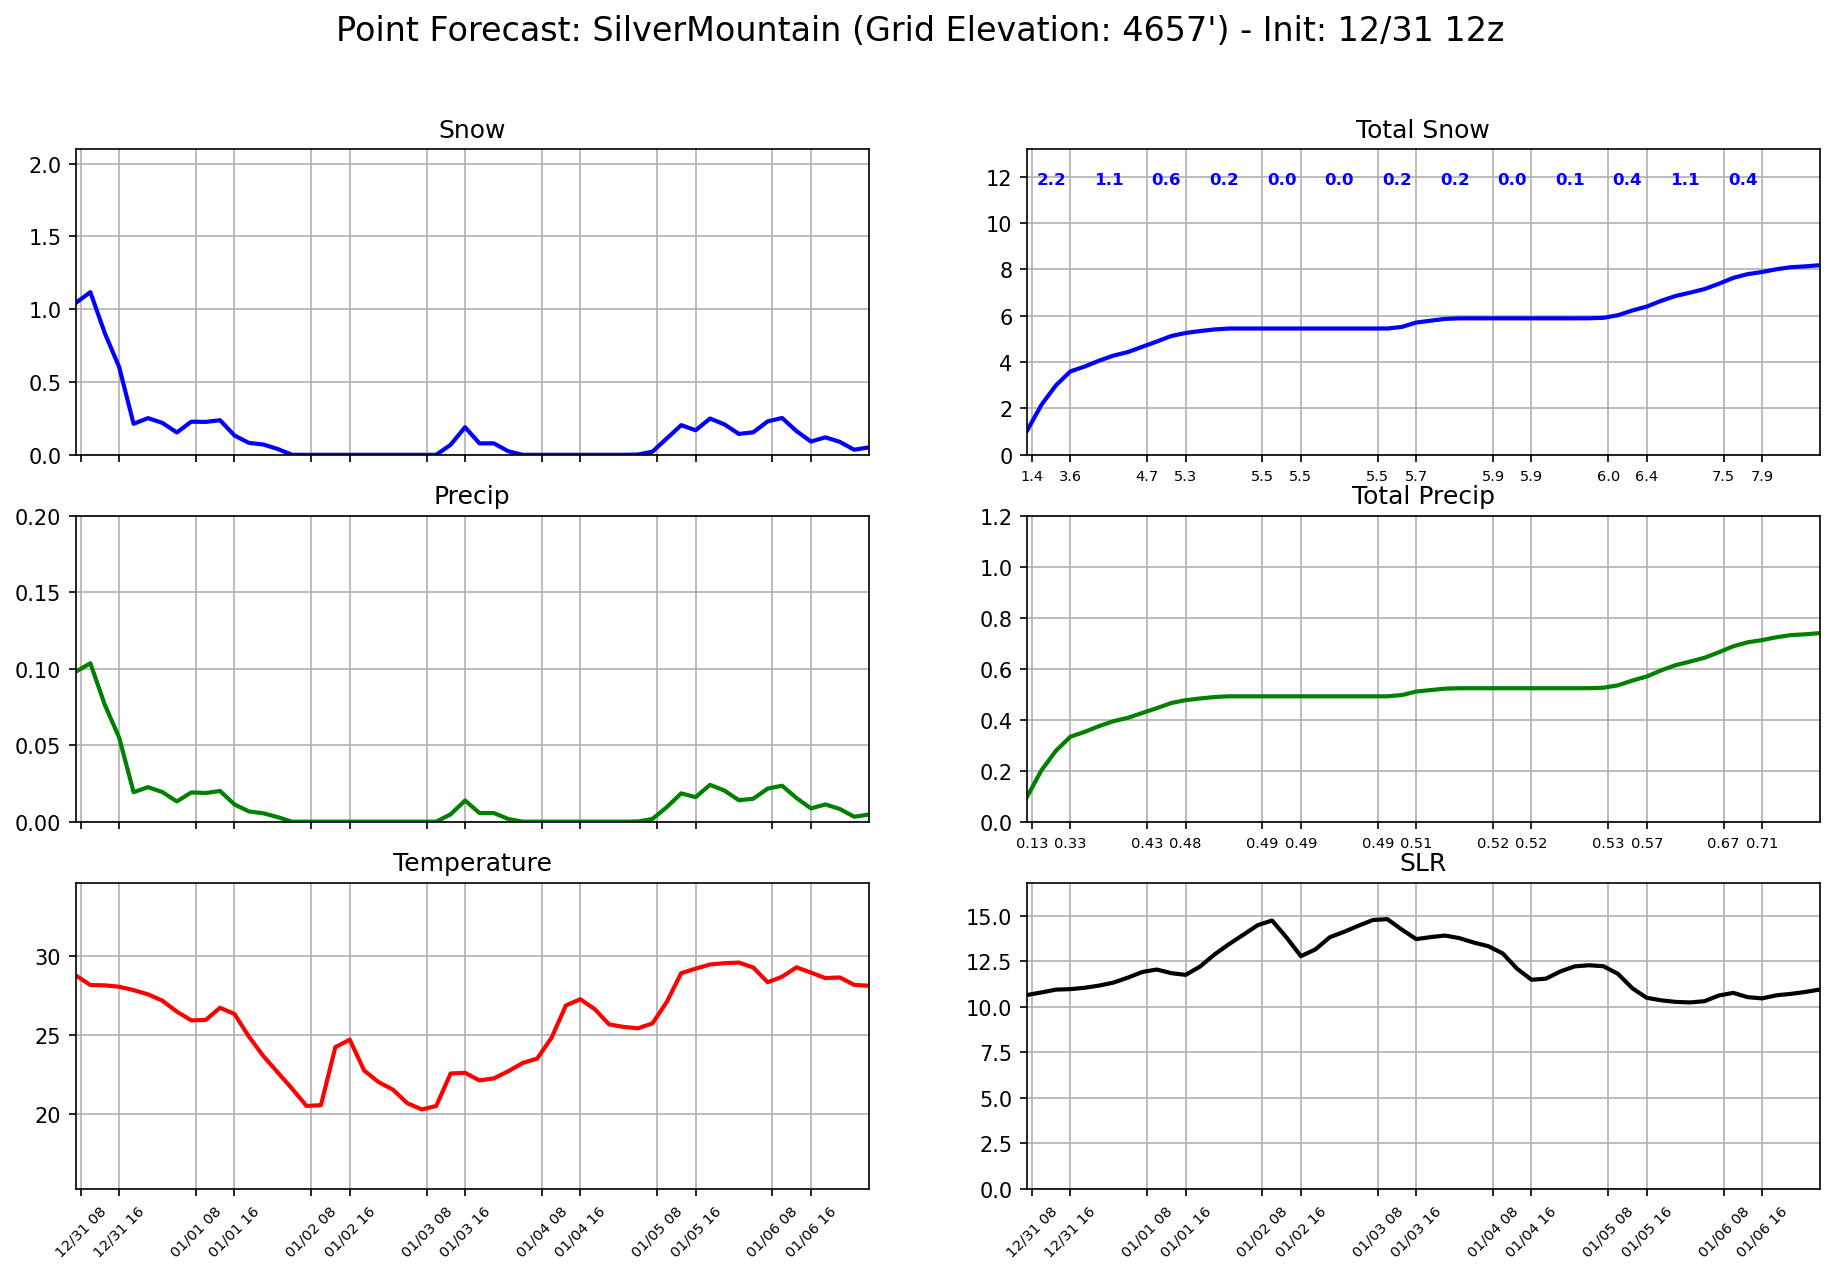 Point Forecast: SilverMountain (Grid Elevation: 4657') - Init: 12/31 12z
Snow
2.0
1.5
1.0
0.5
0.0
Total Snow
12
10
8
6
4
2
0
2.2 1.1 0.6 0.2 0.0 0.0 0.2 0.2 0.0 0.1 0.4 1.1 0.4
1.4 3.6 4.7 5.3 5.5 5.5 5.5 5.7 5.9 5.9 6.0 6.4 7.5 7.9
Precip
0.20
0.15
0.10
0.05
0.00
Total Precip
1.2
1.0
0.8
0.6
0.4
0.2
0.0
0.13 0.33 0.43 0.48 0.49 0.49 0.49 0.51 0.52 0.52 0.53 0.57 0.67 0.71
Temperature
30
25
20
12/31 08 12/31 16 01/01 08 01/01 16 01/02 08 01/02 16 01/03 08 01/03 16 01/04 08 01/04 16 01/05 08 01/05 16 01/06 08 01/06 16
SLR
15.0
12.5
10.0
7.5
5.0
2.5
0.0
12/31 08 12/31 16 01/01 08 01/01 16 01/02 08 01/02 16 01/03 08 01/03 16 01/04 08 01/04 16 01/05 08 01/05 16 01/06 08 01/06 16